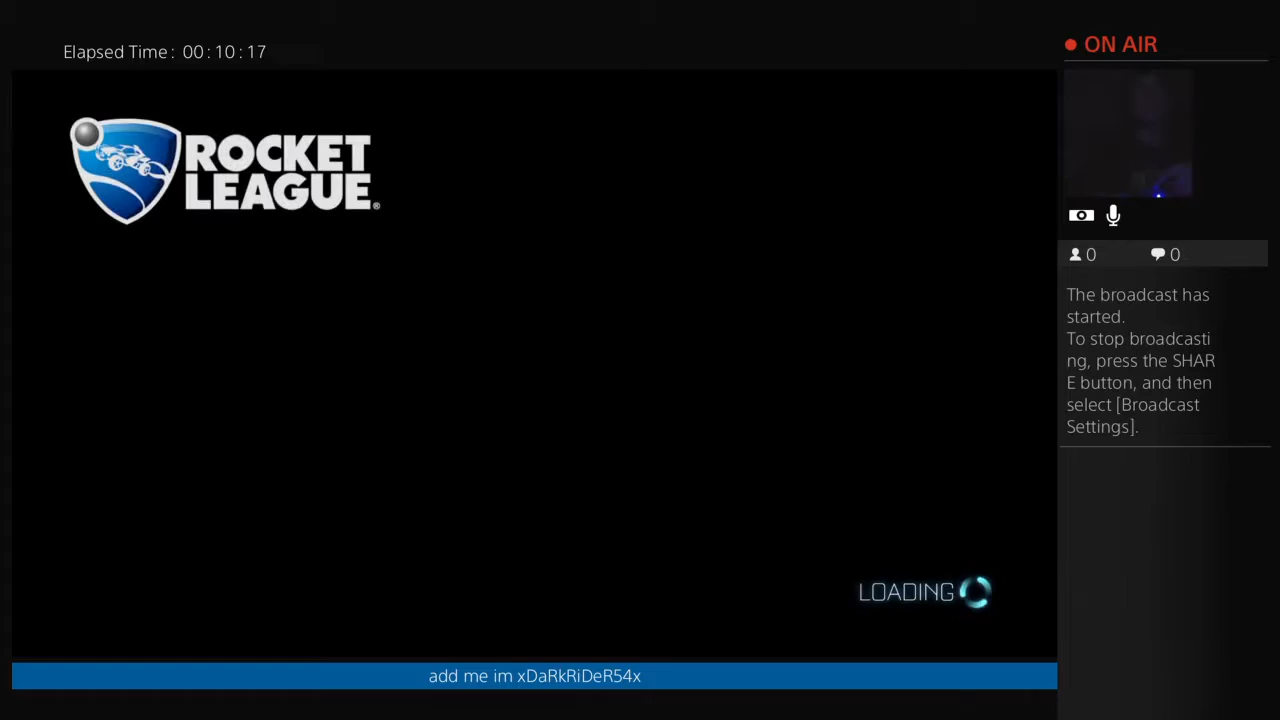 Elapsed Time: 00:10:17
ON AIR
ROCKET
LEAGUE®
0
0
The broadcast has
started.
To stop broadcasti
ng, press the SHAR
E button, and then
select [Broadcast
Settings].
LOADING
add me im xDaRkRiDeR54x